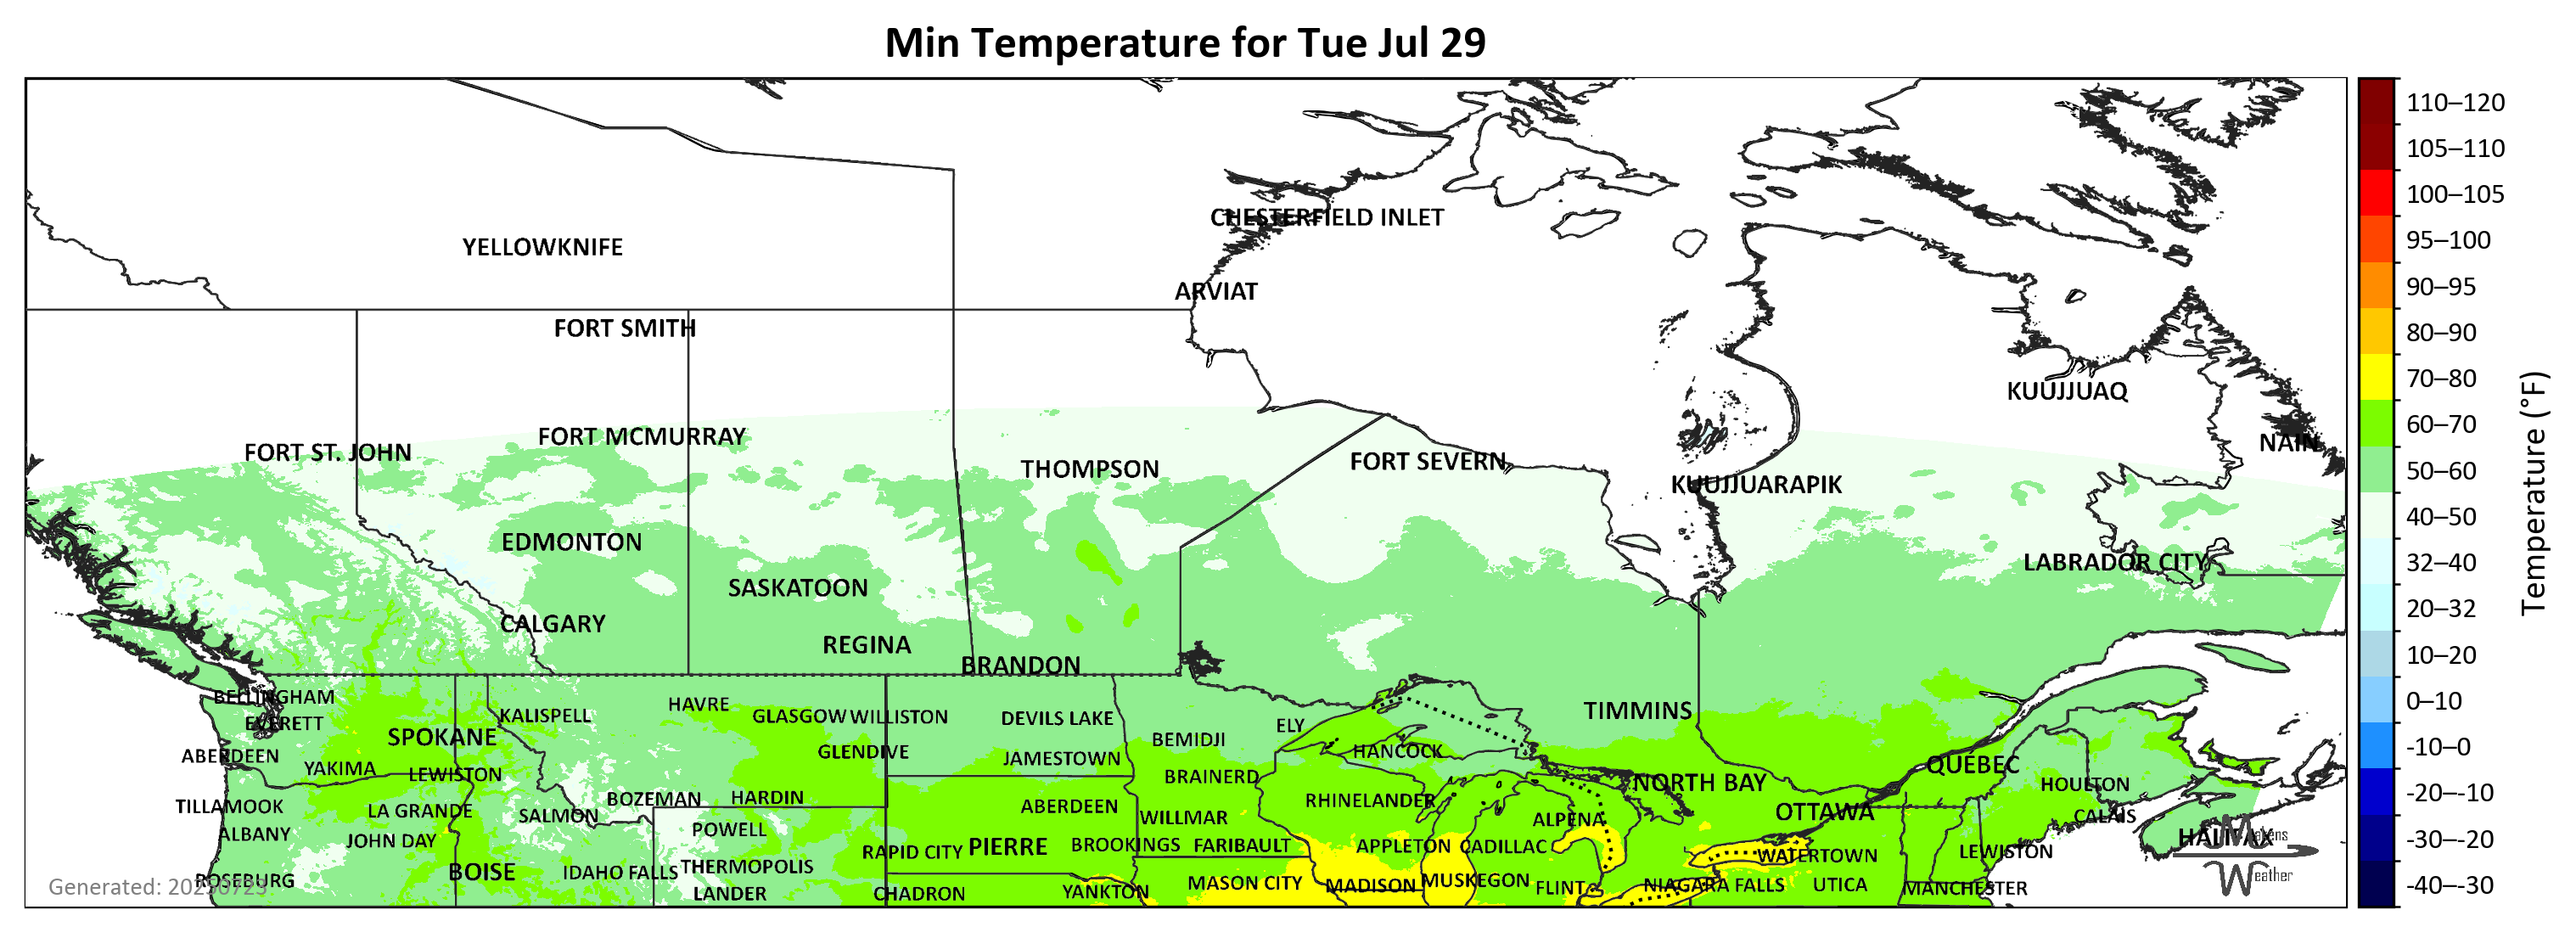 Min Temperature for Tue Jul 29
CHESTERFIELD INLET
YELLOWKNIFE
ARVIAT
FORT SMITH
KUUJJUAQ
FORT MCMURRAY
NAIN
FORT ST. JOHN
FORT SEVERN
THOMPSON
KUUJJUARAPIK
EDMONTON
LABRADOR CITY
SASKATOON
CALGARY
REGINA
BRANDON
BELLINGHAM
HAVRE
TIMMINS
KALISPELL
GLASGOW
WILLISTON
DEVILS LAKE
EVERETT
ELY
SPOKANE
BEMIDJI
GLENDIVE
HANCOCK
ABERDEEN
JAMESTOWN
QUEBEC
YAKIMA
LEWISTON
BRAINERD
NORTH BAY
HOULTON
BOZEMAN
HARDIN
RHINELANDER
TILLAMOOK
ABERDEEN
LA GRANDE
SALMON
WILLMAR
ALPENA
OTTAWA
CALAIS
ALBANY
POWELL
HALIFAX
JOHN DAY
RAPID CITY
PIERRE
BROOKINGS
FARIBAULT
APPLETON
CADILLAC
WATERTOWN
LEWISTON
BOISE
IDAHO FALLS
THERMOPOLIS
ROSEBURG
MASON CITY
MADISON
MUSKEGON
FLINT
NIAGARA FALLS
UTICA
MANCHESTER
LANDER
CHADRON
YANKTON
Generated: 20250723
Weather
110–120
105–110
100–105
95–100
90–95
80–90
70–80
60–70
50–60
40–50
32–40
20–32
10–20
0–10
-10–0
-20–-10
-30–-20
-40–-30
Temperature (°F)